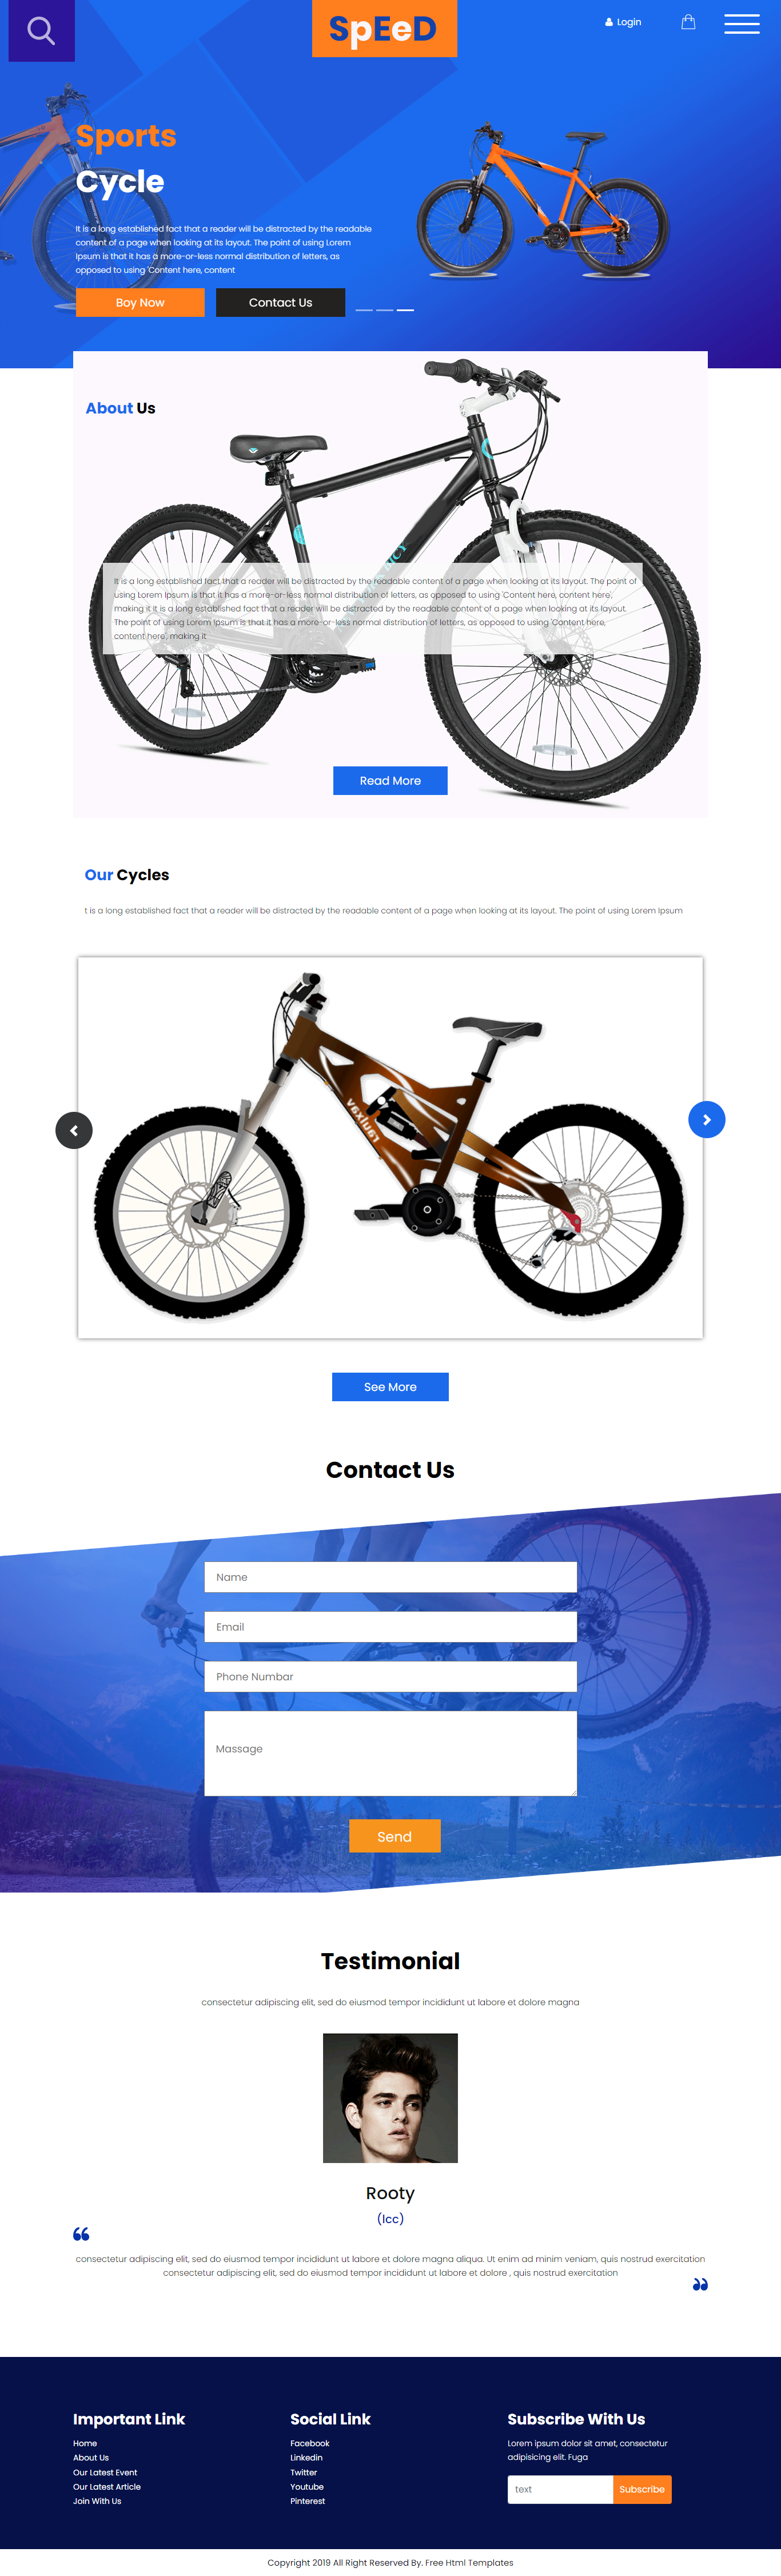 SpEeD
Login
Sports
Cycle
It is a long established fact that a reader will be distracted by the readable
content of a page when looking at its layout. The point of using Lorem
Ipsum is that it has a more-or-less normal distribution of letters, as
opposed to using 'Content here, content
Boy Now
Contact Us
About Us
It is a long established fact that a reader will be distracted by the readable content of a page when looking at its layout. The point of
using Lorem Ipsum is that it has a more-or-less normal distribution of letters, as opposed to using 'Content here, content here',
making it it is a long established fact that a reader will be distracted by the readable content of a page when looking at its layout.
The point of using Lorem Ipsum is that it has a more-or-less normal distribution of letters, as opposed to using 'Content here,
content here', making it
Read More
Our Cycles
t is a long established fact that a reader will be distracted by the readable content of a page when looking at its layout. The point of using Lorem Ipsum
See More
Contact Us
Name
Email
Phone Numbar
Massage
Send
Testimonial
consectetur adipiscing elit, sed do eiusmod tempor incididunt ut labore et dolore magna
Rooty
(Icc)
consectetur adipiscing elit, sed do eiusmod tempor incididunt ut labore et dolore magna aliqua. Ut enim ad minim veniam, quis nostrud exercitation
consectetur adipiscing elit, sed do eiusmod tempor incididunt ut labore et dolore , quis nostrud exercitation
Important Link
Home
About Us
Our Latest Event
Our Latest Article
Join With Us
Social Link
Facebook
Linkedin
Twitter
Youtube
Pinterest
Subscribe With Us
Lorem ipsum dolor sit amet, consectetur
adipisicing elit. Fuga
text
Subscribe
Copyright 2019 All Right Reserved By. Free Html Templates